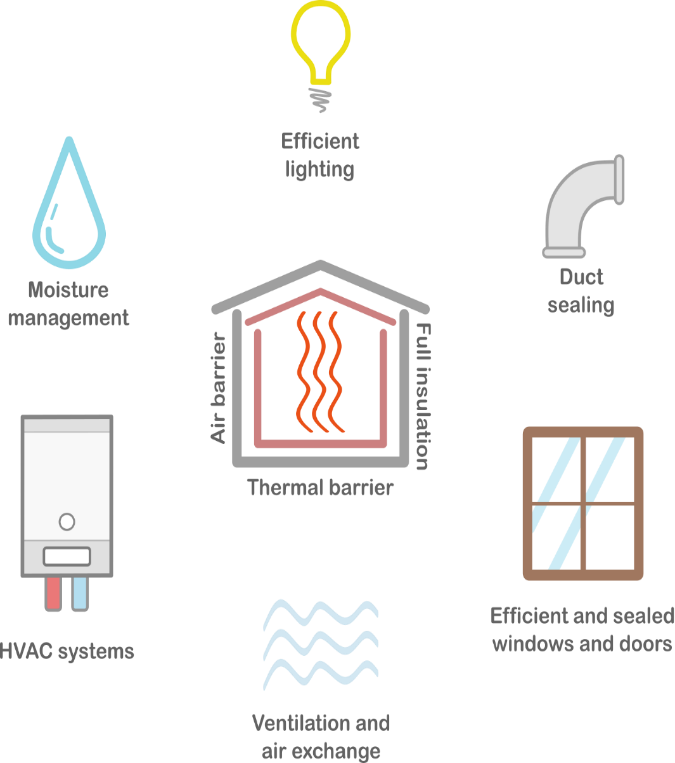 Efficient
lighting
Moisture
management
Duct
sealing
Air barrier
Full insulation
Thermal barrier
HVAC systems
Efficient and sealed
windows and doors
Ventilation and
air exchange